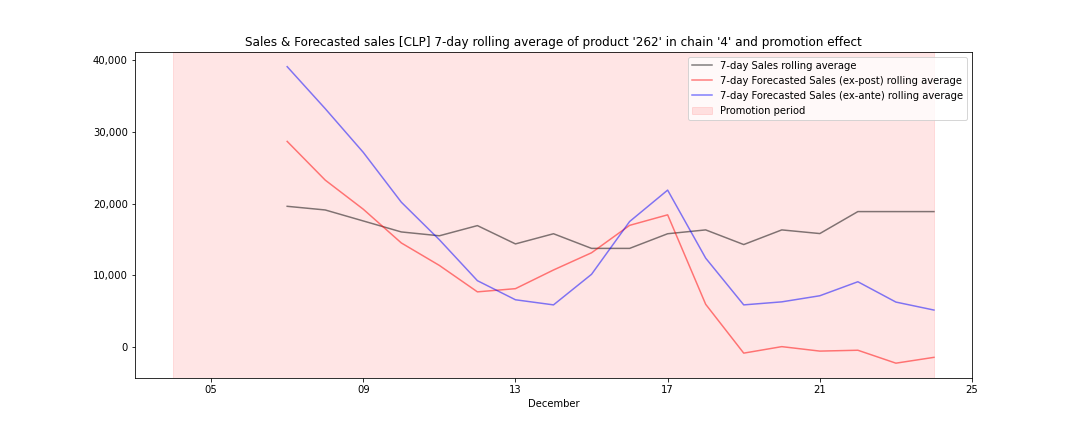 Sales & Forecasted sales [CLP] 7-day rolling average of product '262' in chain '4' and promotion effect
40,000
30,000
20,000
10,000
0
7-day Sales rolling average
7-day Forecasted Sales (ex-post) rolling average
7-day Forecasted Sales (ex-ante) rolling average
Promotion period
05 09 13 17 21 25
December